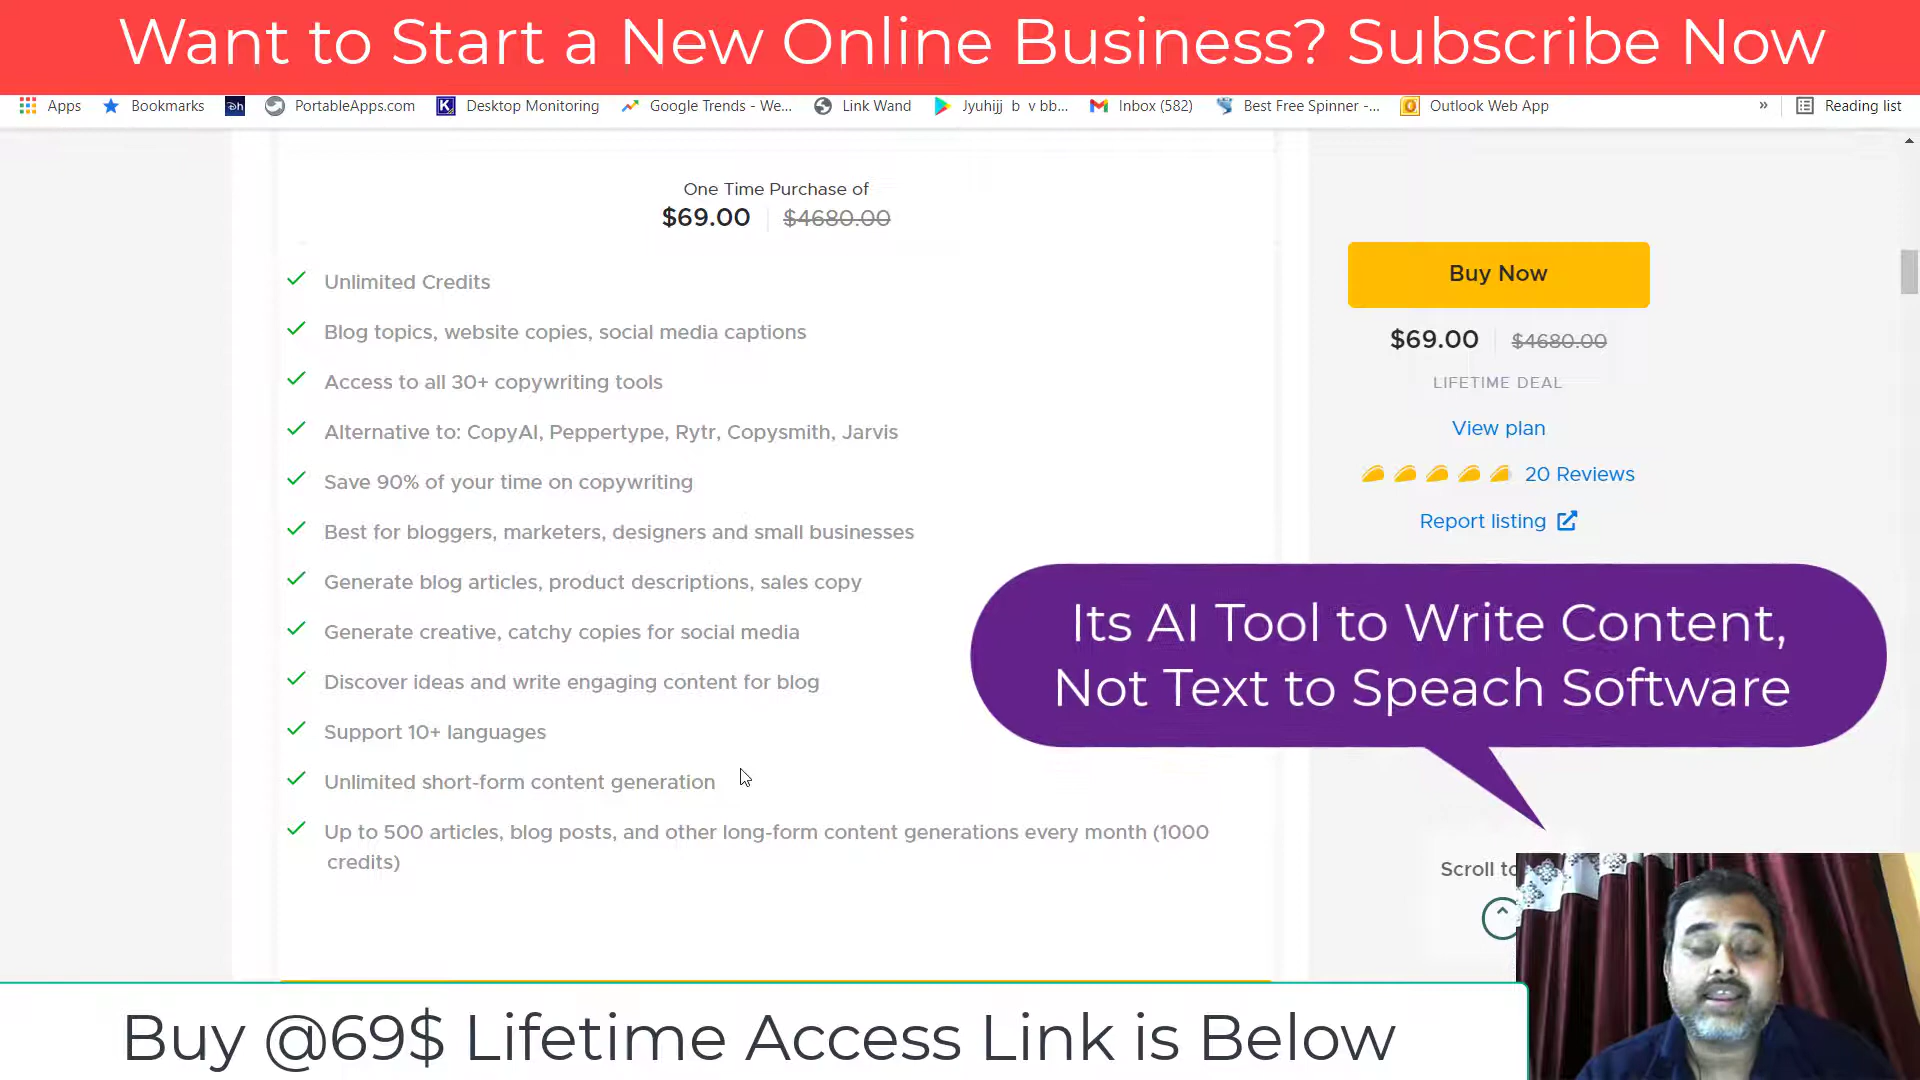 Want to Start a New Online Business? Subscribe Now
Apps
Bookmarks
PortableApps.com
Desktop Monitoring
Google Trends - We...
Link Wand
Jyuhijj b v bb...
Inbox (582)
Best Free Spinner -...
Outlook Web App
»
Reading list
One Time Purchase of
$69.00
$4680.00
Unlimited Credits
Blog topics, website copies, social media captions
Access to all 30+ copywriting tools
Alternative to: CopyAI, Peppertype, Rytr, Copysmith, Jarvis
Save 90% of your time on copywriting
Best for bloggers, marketers, designers and small businesses
Generate blog articles, product descriptions, sales copy
Generate creative, catchy copies for social media
Discover ideas and write engaging content for blog
Support 10+ languages
Unlimited short-form content generation
Up to 500 articles, blog posts, and other long-form content generations every month (1000
credits)
Buy Now
$69.00
$4680.00
LIFETIME DEAL
View plan
20 Reviews
Report listing
Its AI Tool to Write Content,
Not Text to Speach Software
Scroll to
Buy @69$ Lifetime Access Link is Below